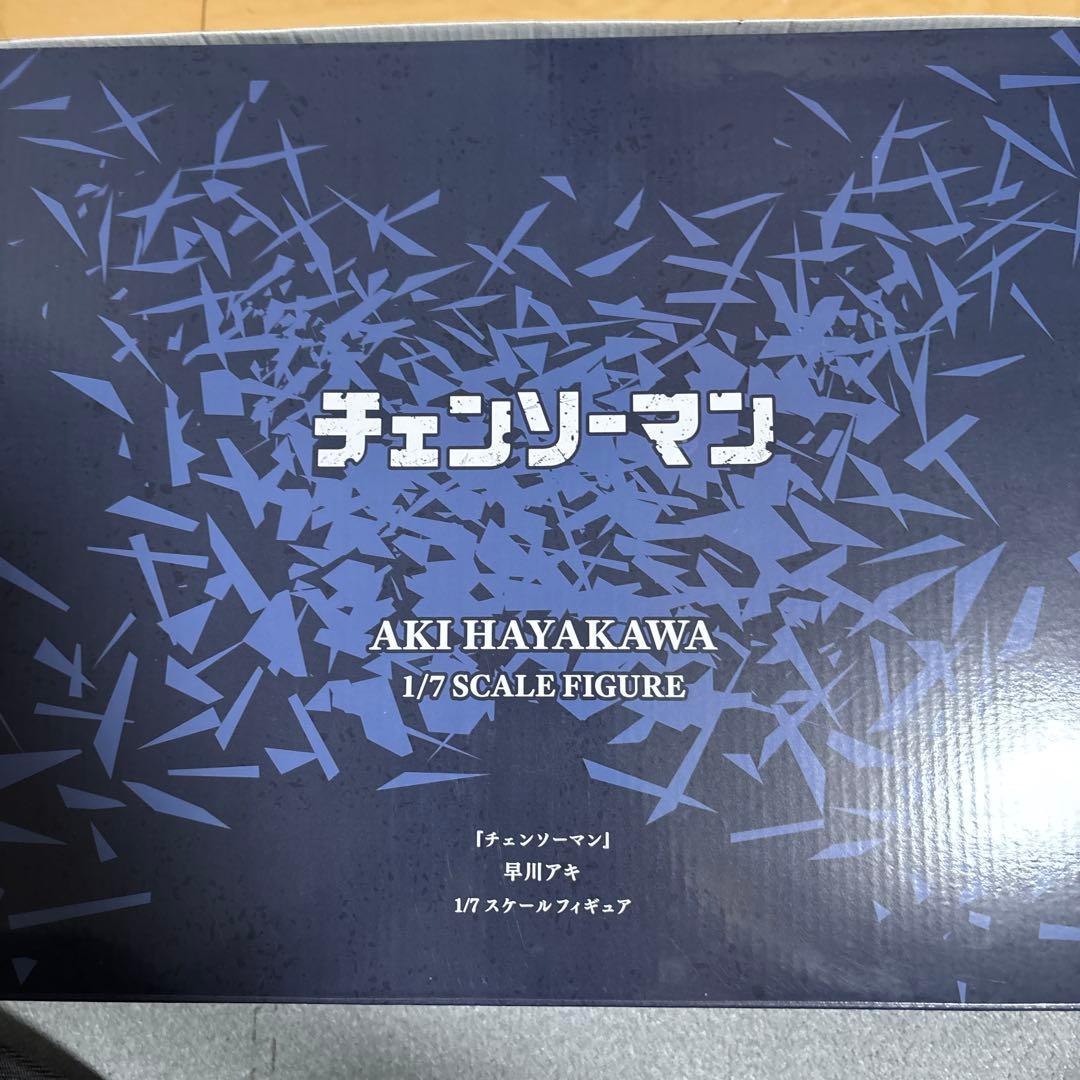 チェンソーマン
AKI HAYAKAWA
1/7 SCALE FIGURE
『チェンソーマン』
早川アキ
1/7 スケールフィギュア